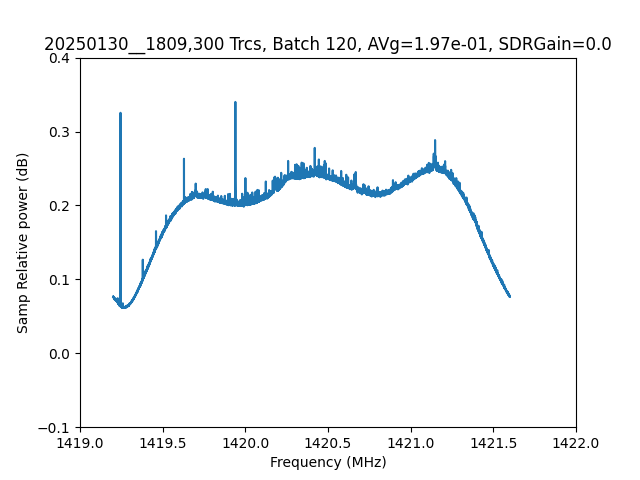 20250130__1809,300 Trcs, Batch 120, AVg=1.97e-01, SDRGain=0.0
0.4
0.3
0.2
0.1
0.0
−0.1
Samp Relative power (dB)
1419.0 1419.5 1420.0 1420.5 1421.0 1421.5 1422.0
Frequency (MHz)